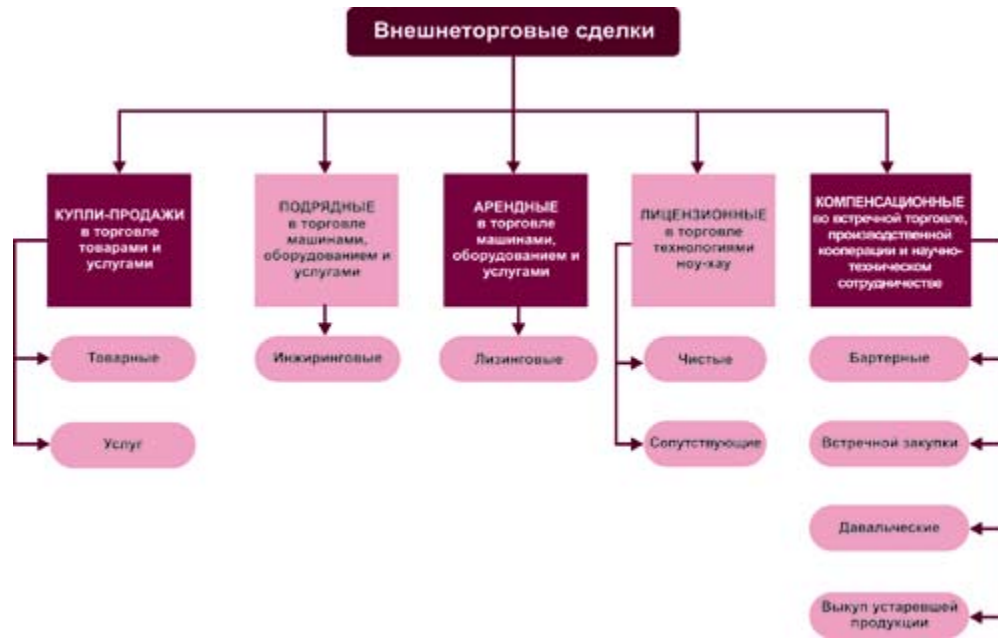 Внешнеторговые сделки
КУПЛИ-ПРОДАЖИ
в торговле
товарами и
услугами
ПОДРЯДНЫЕ
в торговле
машинами,
оборудованием и
услугами
АРЕНДНЫЕ
в торговле
машинами,
оборудованием и
услугами
ЛИЦЕНЗИОННЫЕ
в торговле
технологиями
ноу-хау
КОМПЕНСАЦИОННЫЕ
во встречной торговле,
производственной
кооперации и научно-
техническом
сотрудничестве
Товарные
Инжиринговые
Лизинговые
Чистые
Бартерные
Услуг
Сопутствующие
Встречной закупки
Давальческие
Выкуп устаревшей
продукции